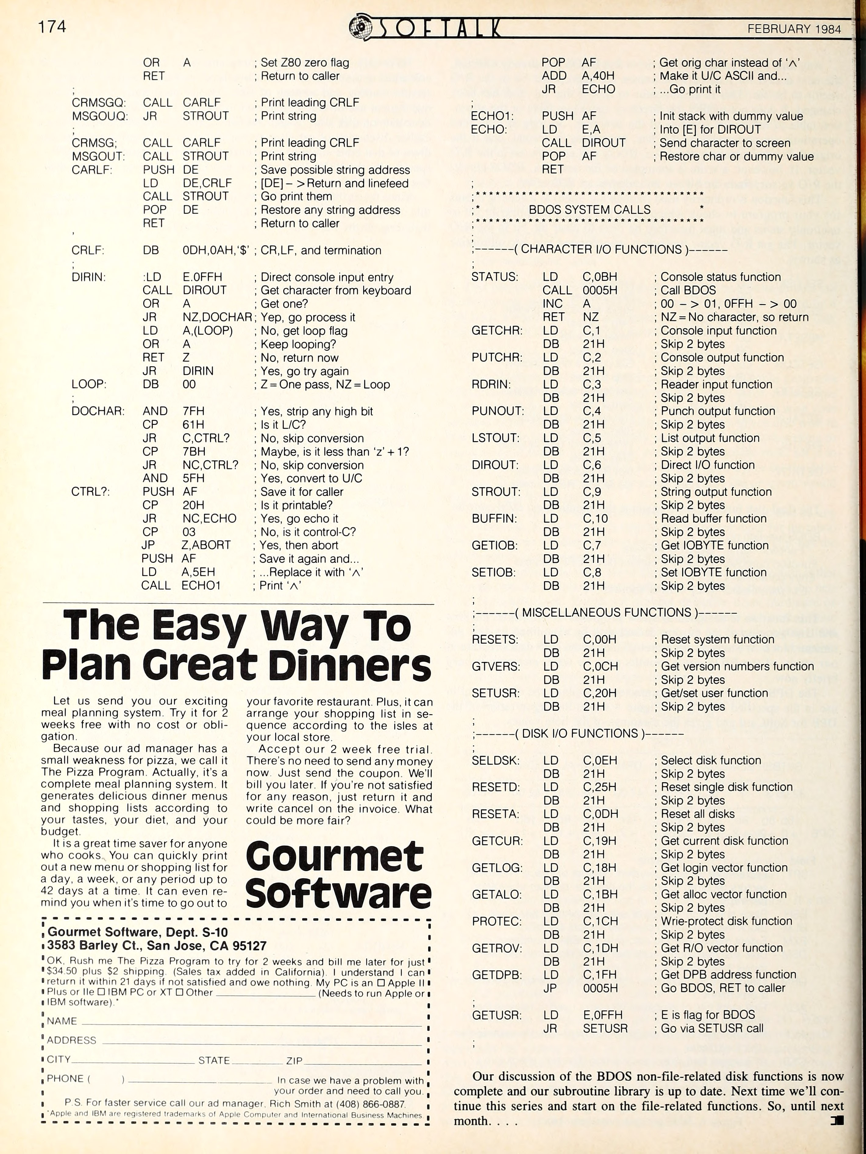 174
SOFTALK
FEBRUARY 1984
OR A ; Set Z80 zero flag
RET ; Return to caller
;
CRMSGQ: CALL CARLF ; Print leading CRLF
MSGOUQ: JR STROUT ; Print string
;
CRMSG; CALL CARLF ; Print leading CRLF
MSGOUT: CALL STROUT ; Print string
CARLF: PUSH DE ; Save possible string address
LD DE,CRLF ; [DE] – > Return and linefeed
CALL STROUT ; Go print them
POP DE ; Restore any string address
RET ; Return to caller
;
CRLF: DB 0DH,0AH,'$' ; CR,LF, and termination
;
DIRIN: :LD E.0FFH ; Direct console input entry
CALL DIROUT ; Get character from keyboard
OR A ; Get one?
JR NZ,DOCHAR ; Yep, go process it
LD A,(LOOP) ; No, get loop flag
OR A ; Keep looping?
RET Z ; No, return now
JR DIRIN ; Yes, go try again
LOOP: DB 00 ; Z = One pass, NZ = Loop
;
DOCHAR: AND 7FH ; Yes, strip any high bit
CP 61H ; Is it L/C?
JR C,CTRL? ; No, skip conversion
CP 7BH ; Maybe, is it less than 'z' + 1?
JR NC,CTRL? ; No, skip conversion
AND 5FH ; Yes, convert to U/C
CTRL?: PUSH AF ; Save it for caller
CP 20H ; Is it printable?
JR NC,ECHO ; Yes, go echo it
CP 03 ; No, is it control-C?
JP Z,ABORT ; Yes, then abort
PUSH AF ; Save it again and...
LD A,5EH ; ...Replace it with '∧'
CALL ECHO1 ; Print '∧'
POP AF ; Get orig char instead of '∧'
ADD A,40H ; Make it U/C ASCII and...
JR ECHO ; ...Go print it
;
ECHO1: PUSH AF ; Init stack with dummy value
ECHO: LD E,A ; Into [E] for DIROUT
CALL DIROUT ; Send character to screen
POP AF ; Restore char or dummy value
RET
;
;***********************************
;* BDOS SYSTEM CALLS *
;***********************************
;
;------( CHARACTER I/O FUNCTIONS )------
;
STATUS: LD C,0BH ; Console status function
CALL 0005H ; Call BDOS
INC A ; 00 – > 01, 0FFH – > 00
RET NZ ; NZ = No character, so return
GETCHR: LD C,1 ; Console input function
DB 21H ; Skip 2 bytes
PUTCHR: LD C,2 ; Console output function
DB 21H ; Skip 2 bytes
RDRIN: LD C,3 ; Reader input function
DB 21H ; Skip 2 bytes
PUNOUT: LD C,4 ; Punch output function
DB 21H ; Skip 2 bytes
LSTOUT: LD C,5 ; List output function
DB 21H ; Skip 2 bytes
DIROUT: LD C,6 ; Direct I/O function
DB 21H ; Skip 2 bytes
STROUT: LD C,9 ; String output function
DB 21H ; Skip 2 bytes
BUFFIN: LD C,10 ; Read buffer function
DB 21H ; Skip 2 bytes
GETIOB: LD C,7 ; Get IOBYTE function
DB 21H ; Skip 2 bytes
SETIOB: LD C,8 ; Set IOBYTE function
DB 21H ; Skip 2 bytes
;
;------( MISCELLANEOUS FUNCTIONS )------
;
RESETS: LD C,00H ; Reset system function
DB 21H ; Skip 2 bytes
GTVERS: LD C,0CH ; Get version numbers function
DB 21H ; Skip 2 bytes
SETUSR: LD C,20H ; Get/set user function
DB 21H ; Skip 2 bytes
;
;------( DISK I/O FUNCTIONS )------
;
SELDSK: LD C,0EH ; Select disk function
DB 21H ; Skip 2 bytes
RESETD: LD C,25H ; Reset single disk function
DB 21H ; Skip 2 bytes
RESETA: LD C,0DH ; Reset all disks
DB 21H ; Skip 2 bytes
GETCUR: LD C,19H ; Get current disk function
DB 21H ; Skip 2 bytes
GETLOG: LD C,18H ; Get login vector function
DB 21H ; Skip 2 bytes
GETALO: LD C,1BH ; Get alloc vector function
DB 21H ; Skip 2 bytes
PROTEC: LD C,1CH ; Wrie-protect disk function
DB 21H ; Skip 2 bytes
GETROV: LD C,1DH ; Get R/O vector function
DB 21H ; Skip 2 bytes
GETDPB: LD C,1FH ; Get DPB address function
JP 0005H ; Go BDOS, RET to caller
;
GETUSR: LD E,0FFH ; E is flag for BDOS
JR SETUSR ; Go via SETUSR call
;
Our discussion of the BDOS non-file-related disk functions is now
complete and our subroutine library is up to date. Next time we'll con-
tinue this series and start on the file-related functions. So, until next
month. . . .
The Easy Way To
Plan Great Dinners
Let us send you our exciting
meal planning system. Try it for 2
weeks free with no cost or obli-
gation.
Because our ad manager has a
small weakness for pizza, we call it
The Pizza Program. Actually, it's a
complete meal planning system. It
generates delicious dinner menus
and shopping lists according to
your tastes, your diet, and your
budget.
It is a great time saver for anyone
who cooks. You can quickly print
out a new menu or shopping list for
a day, a week, or any period up to
42 days at a time. It can even re-
mind you when it's time to go out to
your favorite restaurant. Plus, it can
arrange your shopping list in se-
quence according to the isles at
your local store.
Accept our 2 week free trial.
There's no need to send any money
now. Just send the coupon. We'll
bill you later. If you're not satisfied
for any reason, just return it and
write cancel on the invoice. What
could be more fair?
Gourmet
Software
Gourmet Software, Dept. S-10
3583 Barley Ct., San Jose, CA 95127
OK, Rush me The Pizza Program to try for 2 weeks and bill me later for just
$34.50 plus $2 shipping. (Sales tax added in California). I understand I can
return it within 21 days if not satisfied and owe nothing. My PC is an □ Apple II
Plus or IIe □ IBM PC or XT □ Other ______ (Needs to run Apple or
IBM software).*
NAME
ADDRESS
CITY STATE ZIP
PHONE ( ) In case we have a problem with
your order and need to call you.
P.S. For faster service call our ad manager, Rich Smith at (408) 866-0887.
*Apple and IBM are registered trademarks of Apple Computer and International Business Machines.